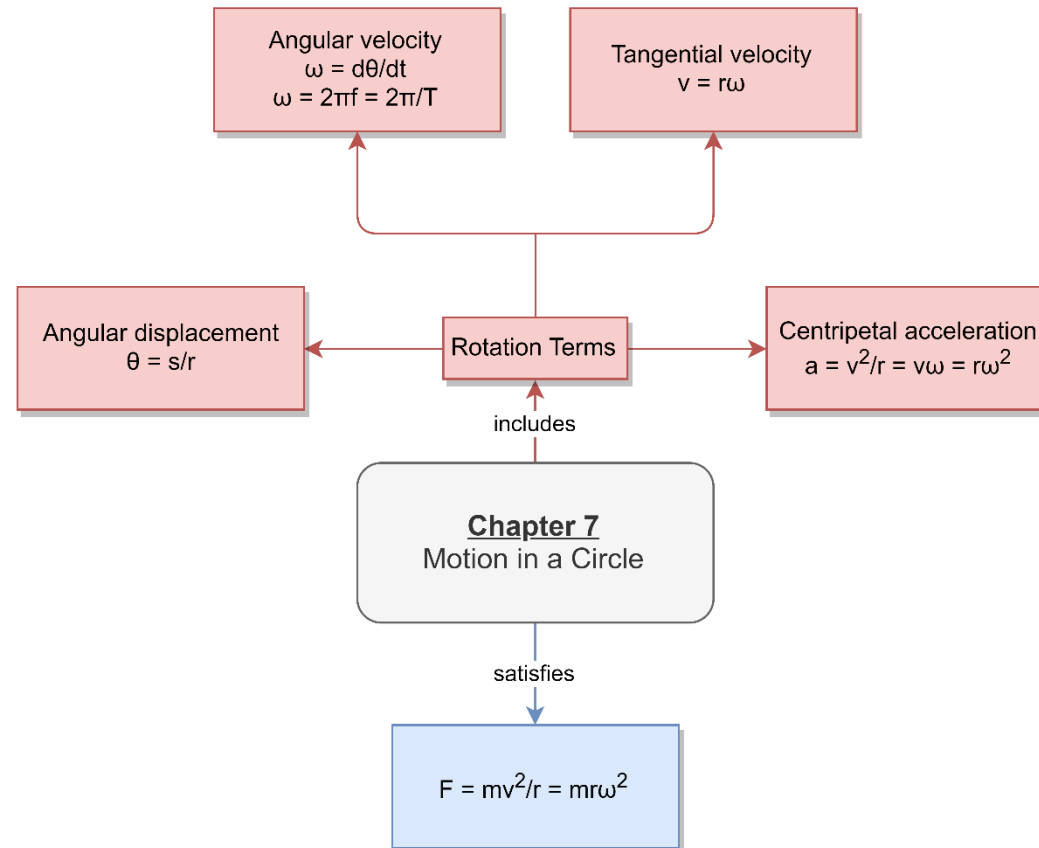 Angular velocity
ω = dθ/dt
ω = 2πf = 2π/T
Tangential velocity
v = rω
Angular displacement
θ = s/r
Rotation Terms
Centripetal acceleration
a = v²/r = vω = rω²
includes
Chapter 7
Motion in a Circle
satisfies
F = mv²/r = mrω²